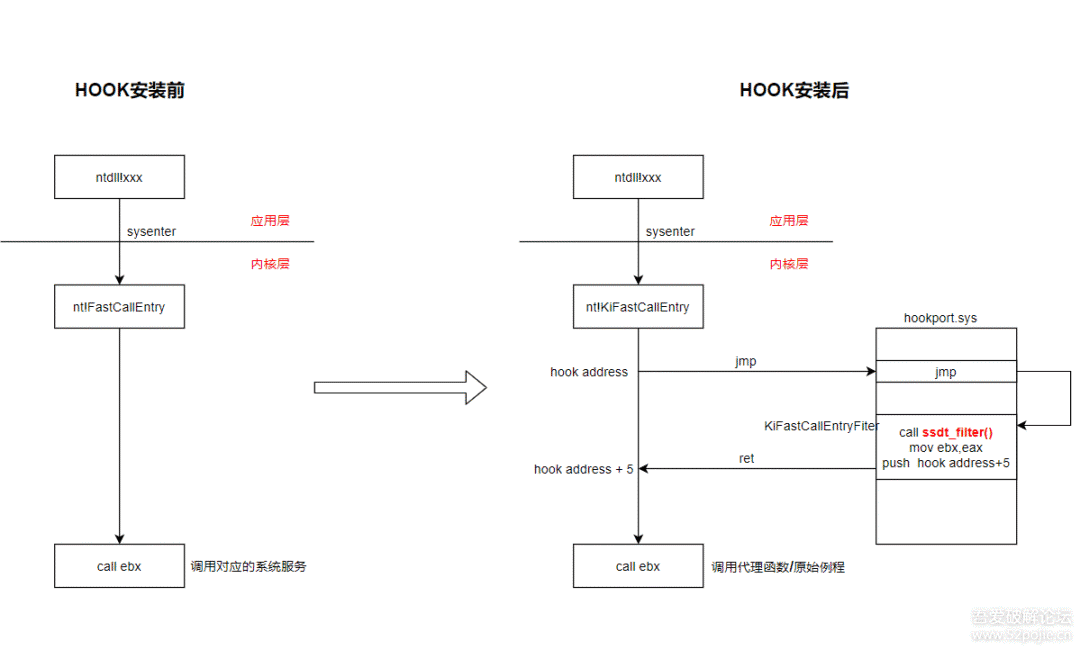 HOOK安装前
ntdll!xxx
sysenter
应用层
内核层
nt!FastCallEntry
call ebx
调用对应的系统服务
HOOK安装后
ntdll!xxx
sysenter
应用层
内核层
nt!KiFastCallEntry
hookport.sys
hook address
jmp
jmp
KiFastCallEntryFiter
call ssdt_filter()
mov ebx,eax
push hook address+5
hook address + 5
ret
call ebx
调用代理函数/原始例程
吾爱破解论坛
www.52pojie.cn